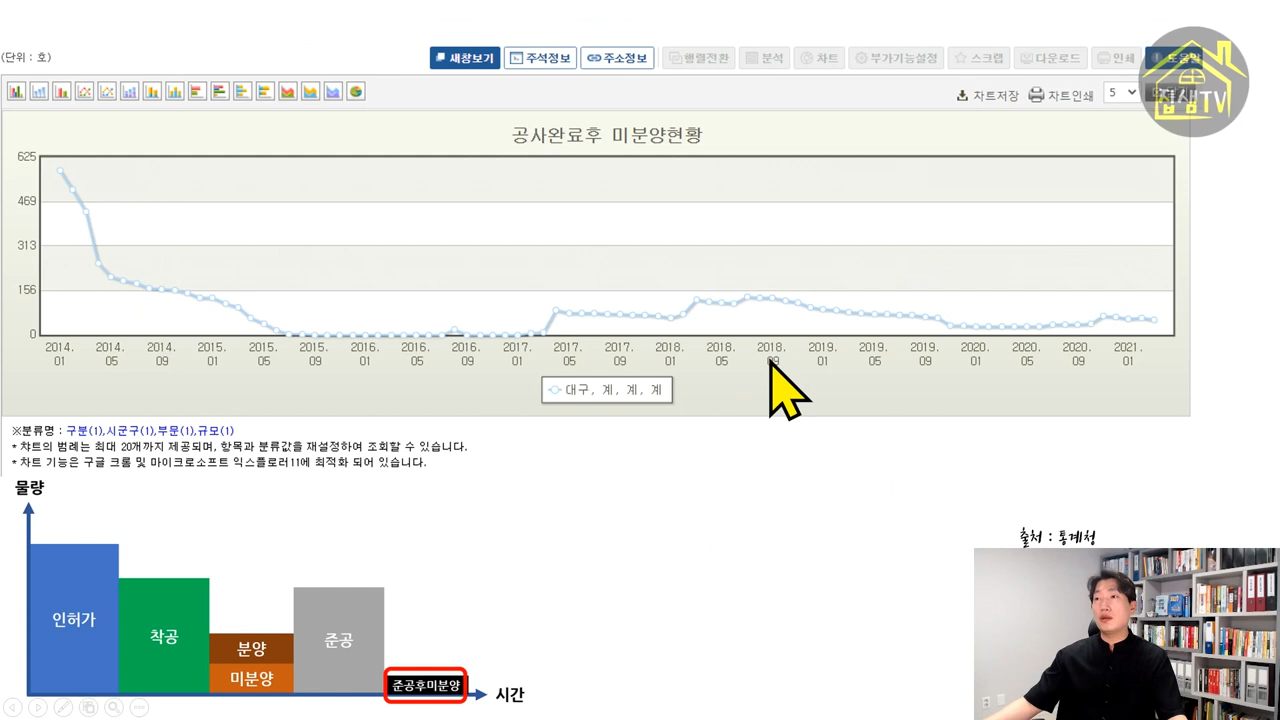 (단위 : 호)
새창보기
주석정보
주소정보
행렬전환
분석
차트
부가기능설정
스크랩
다운로드
인쇄
도움말
집샘TV
차트저장
차트인쇄
5
공사완료후 미분양현황
625
469
313
156
0
2014. 2014. 2014. 2015. 2015. 2015. 2016. 2016. 2016. 2017. 2017. 2017. 2018. 2018. 2018. 2019. 2019. 2019. 2020. 2020. 2020. 2021.
01 05 09 01 05 09 01 05 09 01 05 09 01 05 09 01 05 09 01 05 09 01
대구, 계, 계, 계
※분류명 : 구분(1),시군구(1),부문(1),규모(1)
* 차트의 범례는 최대 20개까지 제공되며, 항목과 분류값을 재설정하여 조회할 수 있습니다.
* 차트 기능은 구글 크롬 및 마이크로소프트 익스플로러11에 최적화 되어 있습니다.
물량
인허가
착공
분양
미분양
준공
준공후미분양
시간
출처 : 통계청